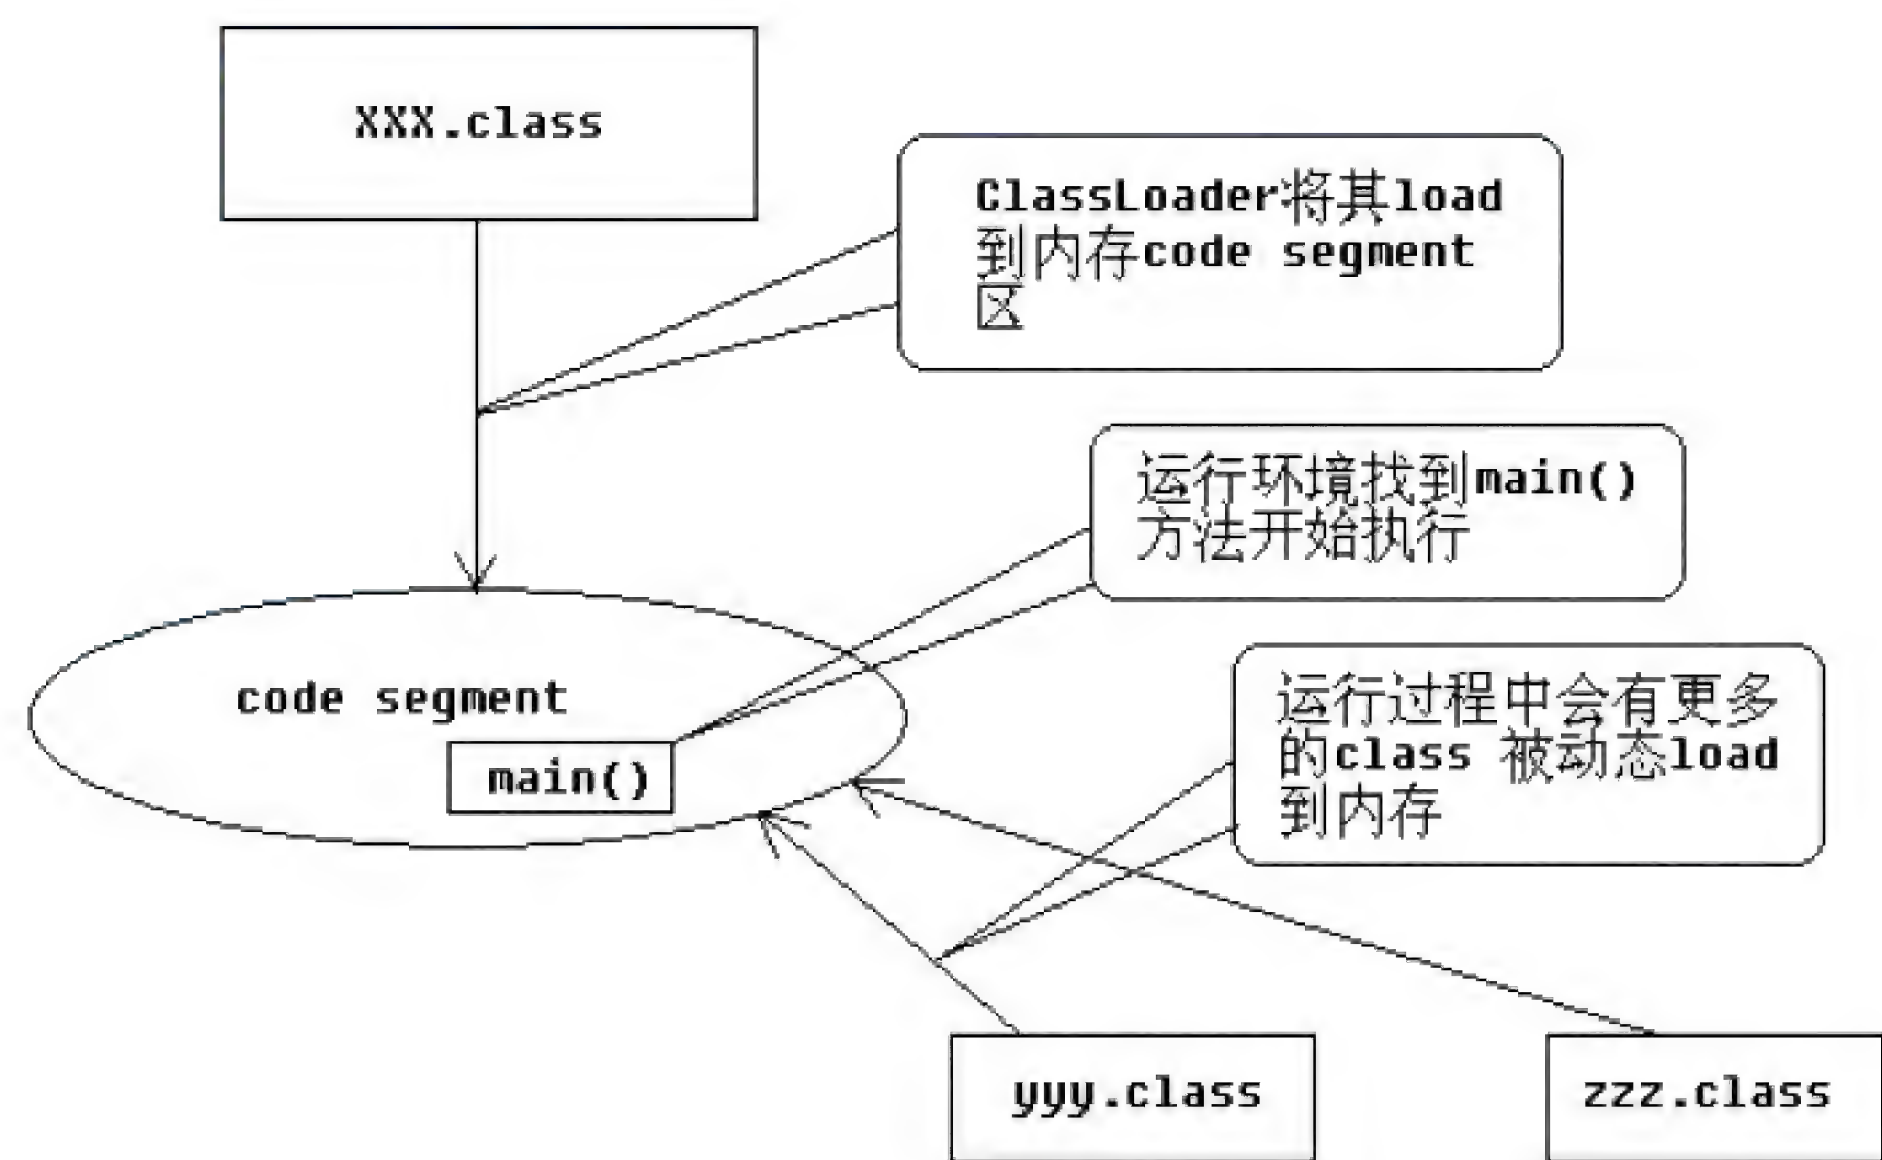 XXX.class
ClassLoader将其load
到内存code segment
区
运行环境找到main()
方法开始执行
code segment
main()
运行过程中会有更多
的class 被动态load
到内存
yyy.class
zzz.class